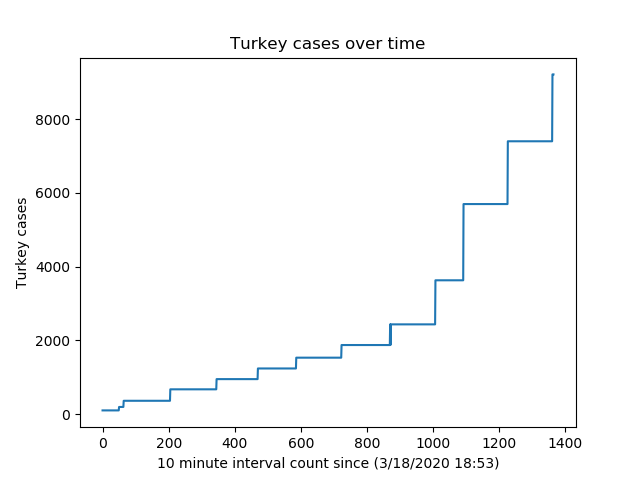 Turkey cases over time
Turkey cases
8000
6000
4000
2000
0
0 200 400 600 800 1000 1200 1400
10 minute interval count since (3/18/2020 18:53)